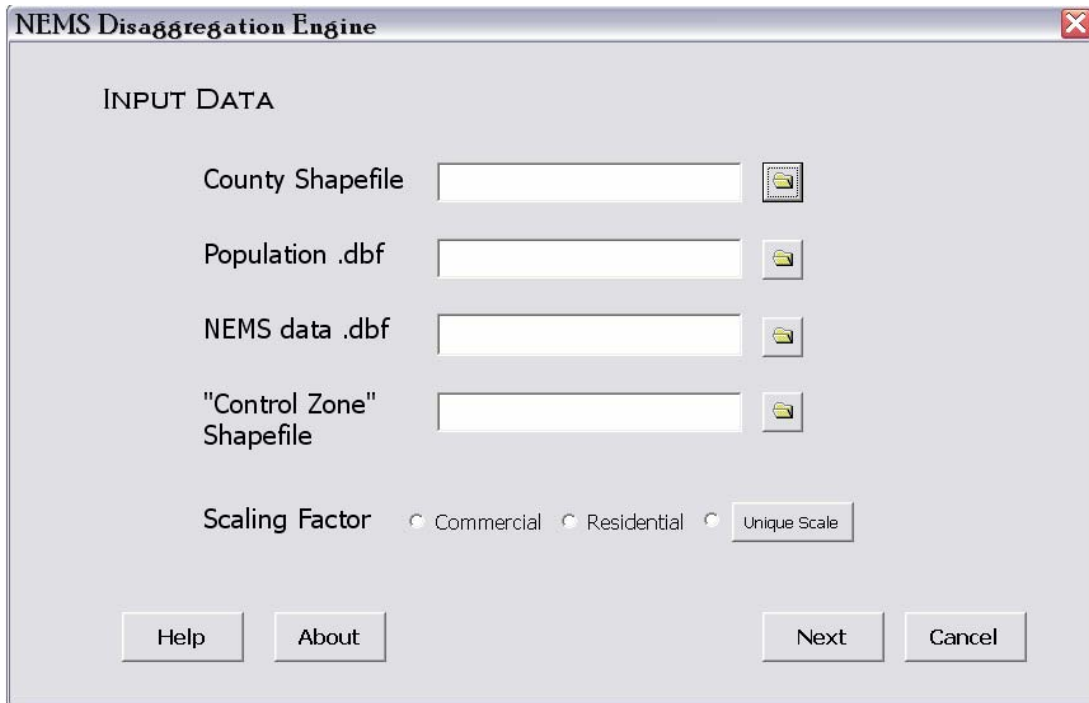 NEMS Disaggregation Engine
INPUT DATA
County Shapefile
Population .dbf
NEMS data .dbf
"Control Zone"
Shapefile
Scaling Factor Commercial Residential Unique Scale
Help About Next Cancel